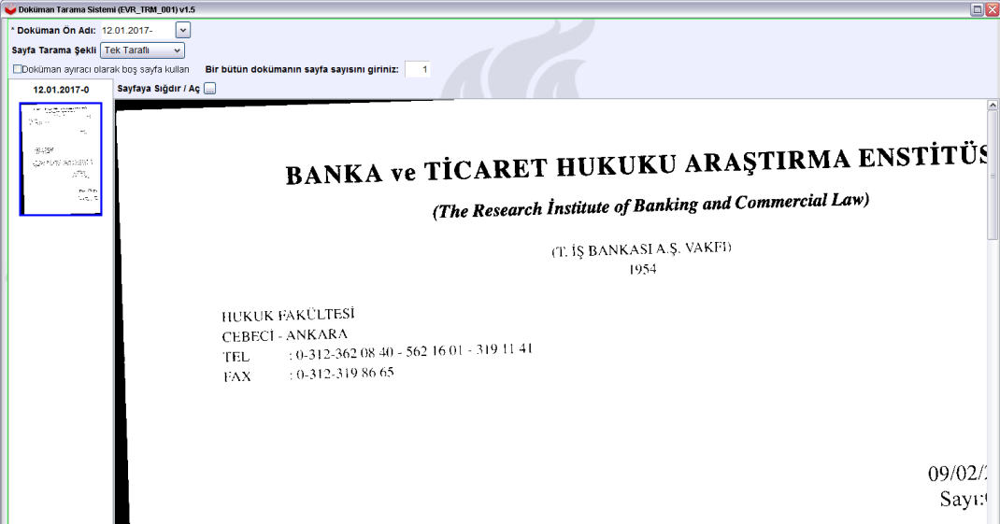 Doküman Tarama Sistemi (EVR_TRM_001) v1.5
* Doküman Ön Adı: 12.01.2017-
Sayfa Tarama Şekli Tek Taraflı
Doküman ayıracı olarak boş sayfa kullan Bir bütün dokümanın sayfa sayısını giriniz: 1
12.01.2017-0 Sayfaya Sığdır / Aç ...
BANKA ve TİCARET HUKUKU ARAŞTIRMA ENSTİTÜS
(The Research İnstitute of Banking and Commercial Law)
(T. İŞ BANKASI A.Ş. VAKFI)
1954
HUKUK FAKÜLTESİ
CEBECİ - ANKARA
TEL : 0-312-362 08 40 - 562 16 01 - 319 11 41
FAX : 0-312-319 86 65
09/02/
Sayı: